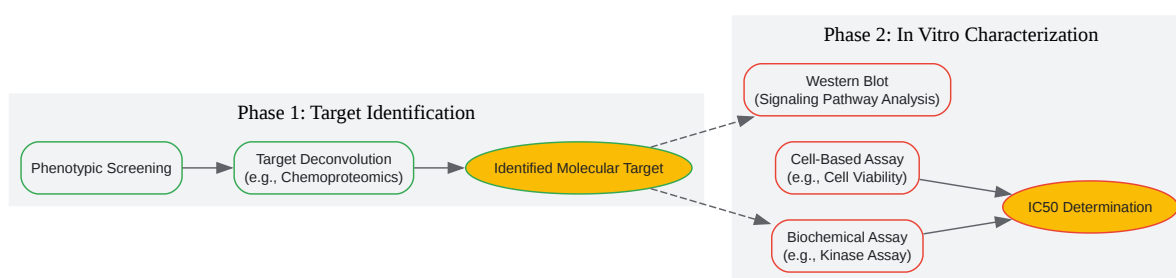 Phase 1: Target Identification
Phenotypic Screening
Target Deconvolution
(e.g., Chemoproteomics)
Identified Molecular Target
Phase 2: In Vitro Characterization
Western Blot
(Signaling Pathway Analysis)
Cell-Based Assay
(e.g., Cell Viability)
Biochemical Assay
(e.g., Kinase Assay)
IC50 Determination